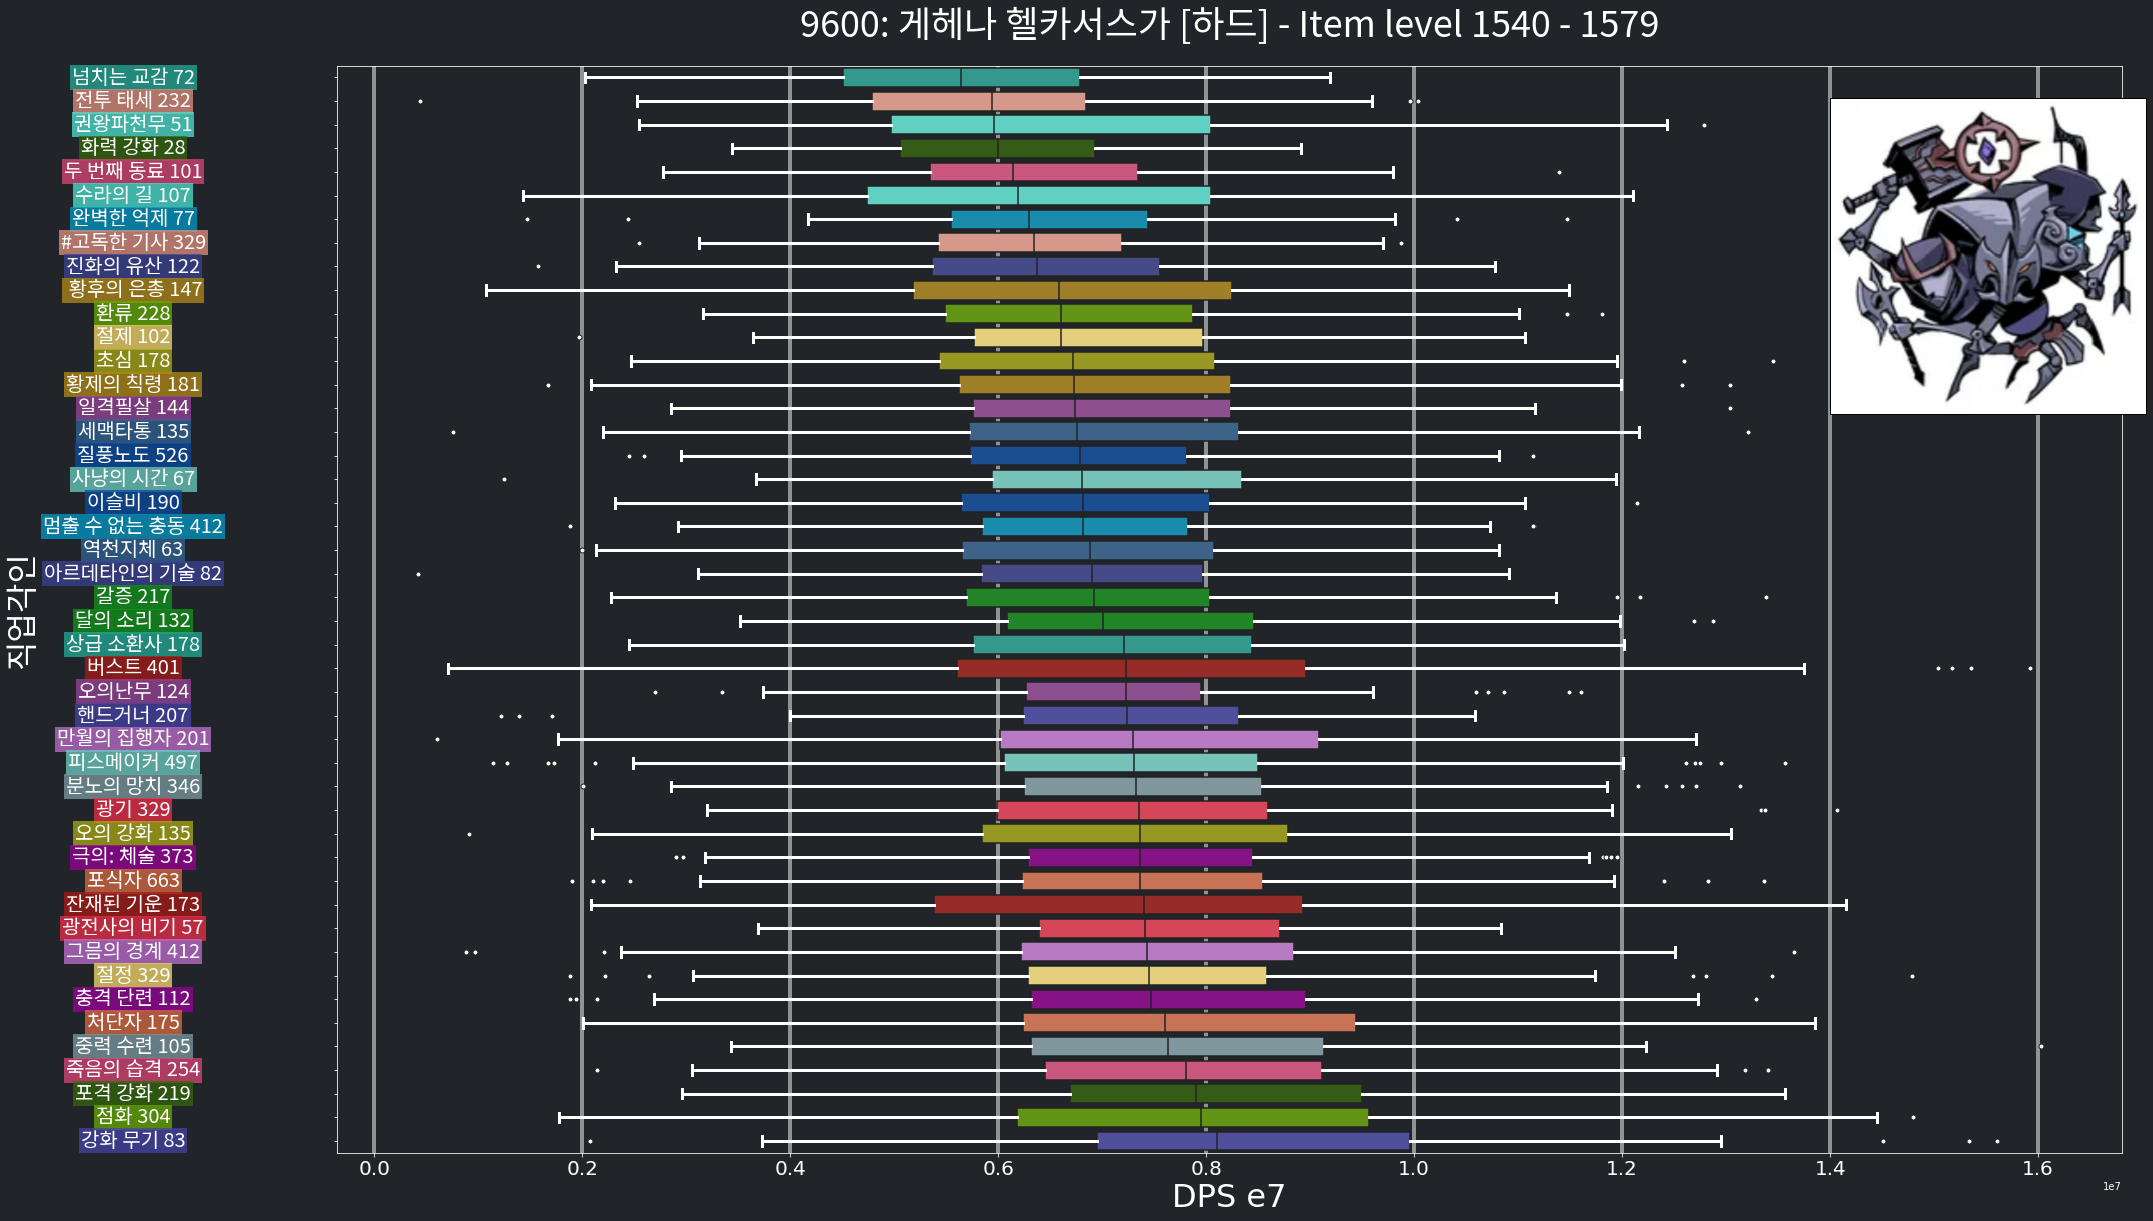 9600: 게헤나 헬카서스가 [하드] - Item level 1540 - 1579
직업각인
넘치는 교감 72
전투 태세 232
권왕파천무 51
화력 강화 28
두 번째 동료 101
수라의 길 107
완벽한 억제 77
#고독한 기사 329
진화의 유산 122
황후의 은총 147
환류 228
절제 102
초심 178
황제의 칙령 181
일격필살 144
세맥타통 135
질풍노도 526
사냥의 시간 67
이슬비 190
멈출 수 없는 충동 412
역천지체 63
아르데타인의 기술 82
갈증 217
달의 소리 132
상급 소환사 178
버스트 401
오의난무 124
핸드거너 207
만월의 집행자 201
피스메이커 497
분노의 망치 346
광기 329
오의 강화 135
극의: 체술 373
포식자 663
잔재된 기운 173
광전사의 비기 57
그믐의 경계 412
절정 329
충격 단련 112
처단자 175
중력 수련 105
죽음의 습격 254
포격 강화 219
점화 304
강화 무기 83
0.0 0.2 0.4 0.6 0.8 1.0 1.2 1.4 1.6
1e7
DPS e7